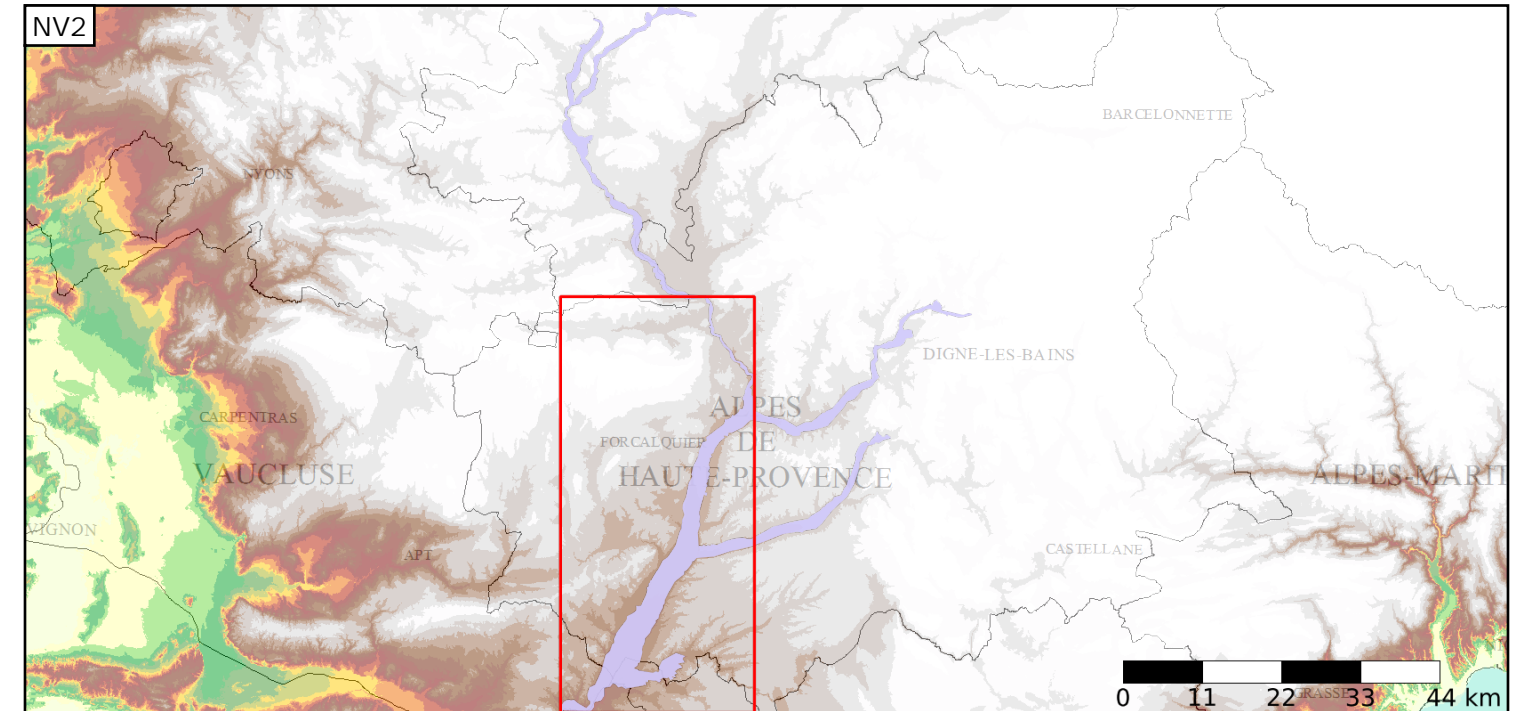 NV2
BARCELONNETTE
NYONS
DIGNE-LES-BAINS
ALPES
CARPENTRAS
FORCALQUIER
DE
VAUCLUSE
HAUTE-PROVENCE
ALPES-MARIT
VIGNON
APT
CASTELLANE
GRASSE
0 11 22 33 44 km